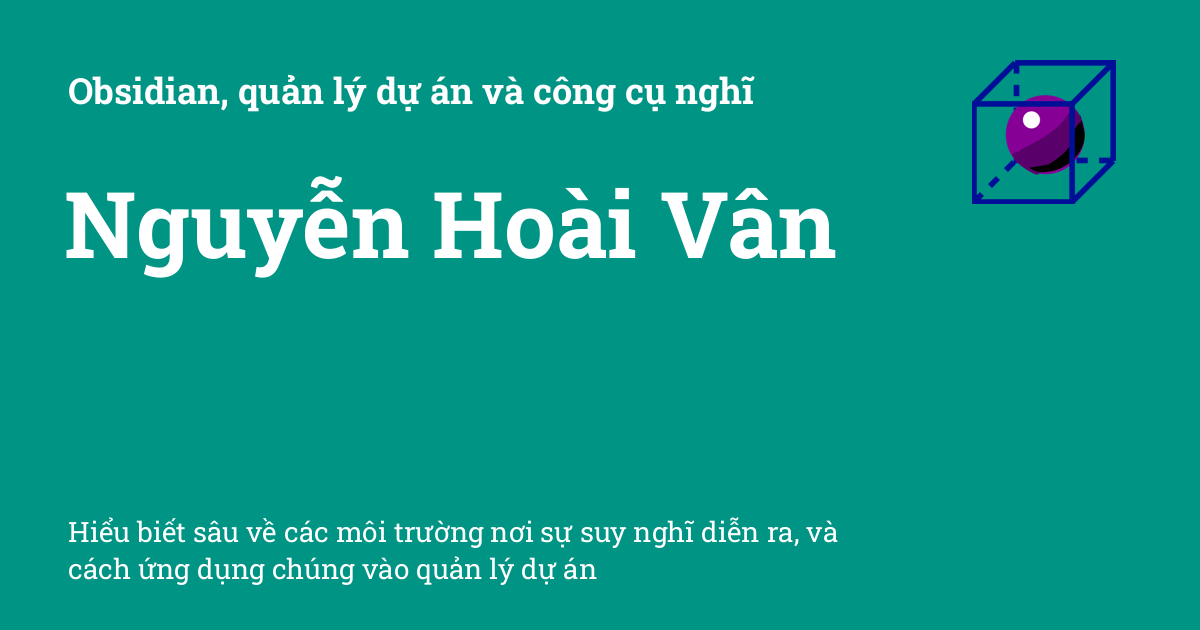 Obsidian, quản lý dự án và công cụ nghĩ
Nguyễn Hoài Vân
Hiểu biết sâu về các môi trường nơi sự suy nghĩ diễn ra, và
cách ứng dụng chúng vào quản lý dự án